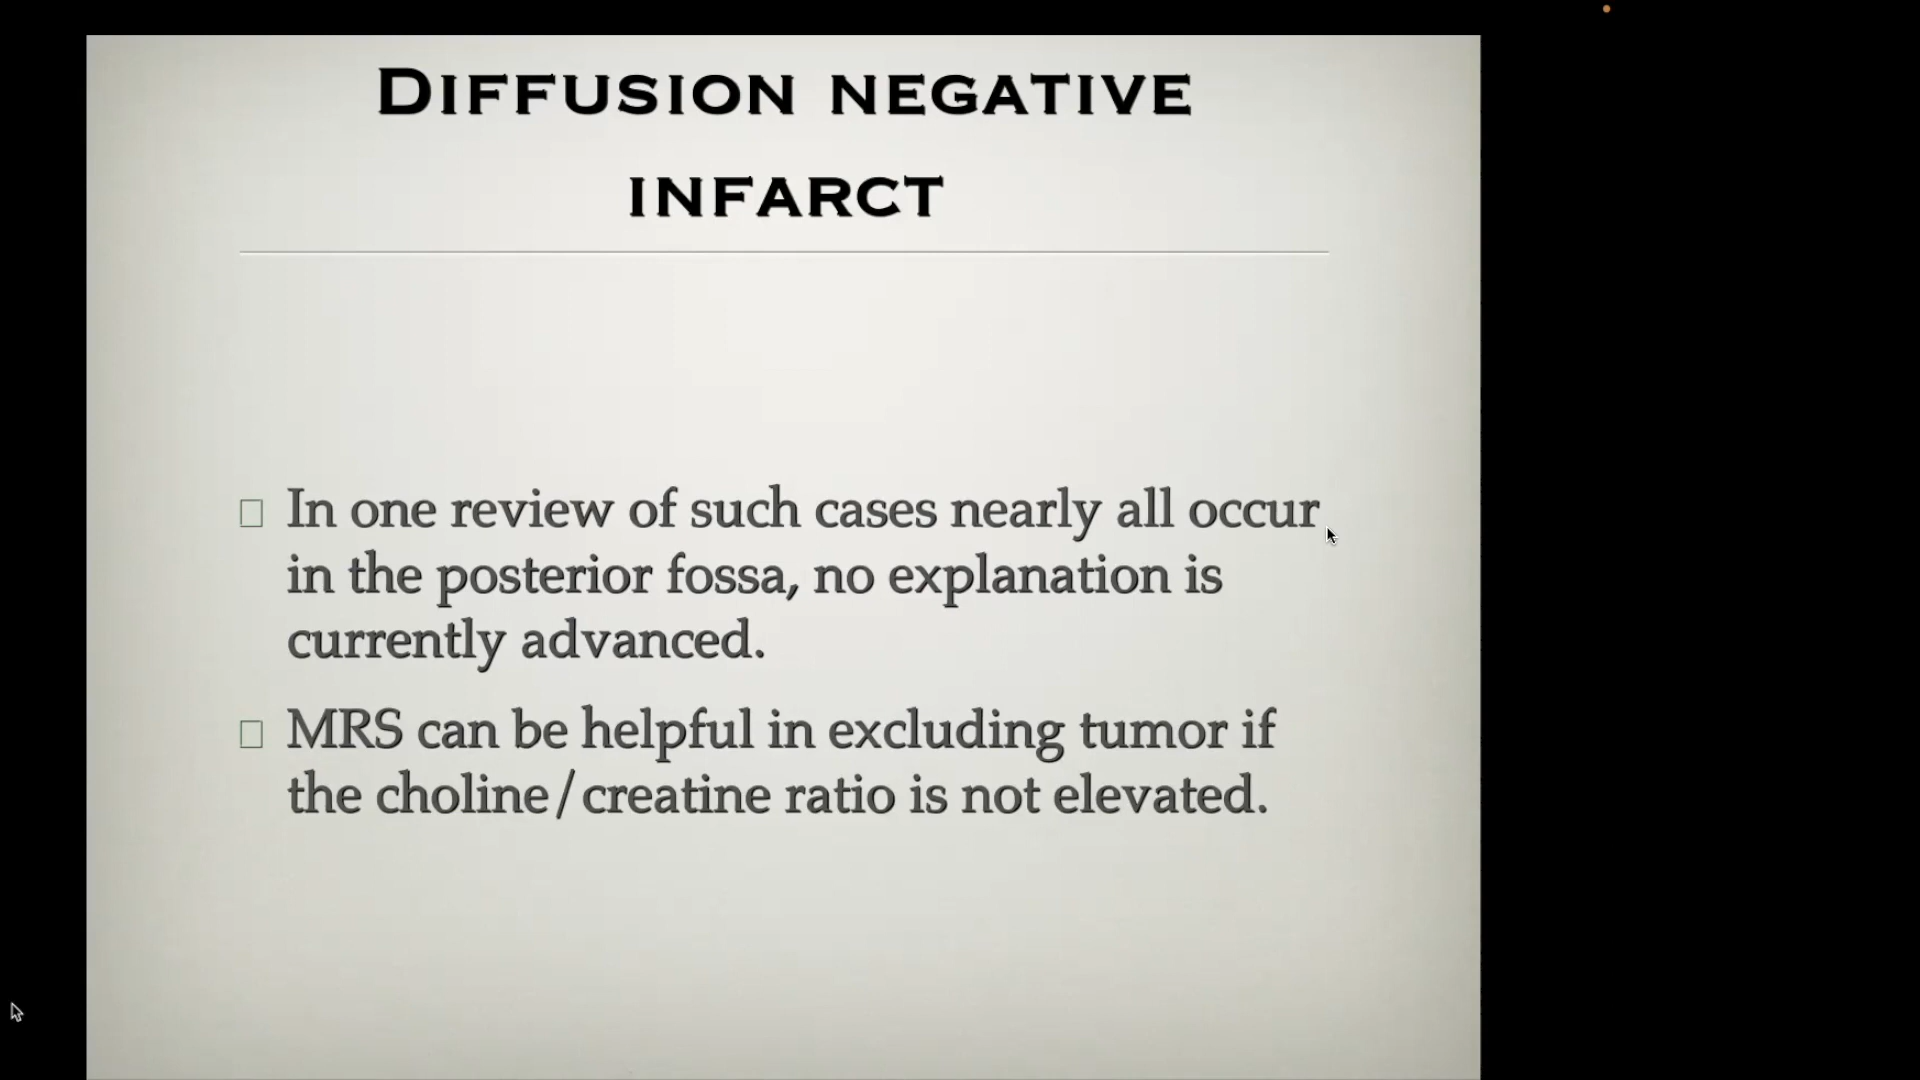 Diffusion negative
infarct
In one review of such cases nearly all occur
in the posterior fossa, no explanation is
currently advanced.
MRS can be helpful in excluding tumor if
the choline/creatine ratio is not elevated.